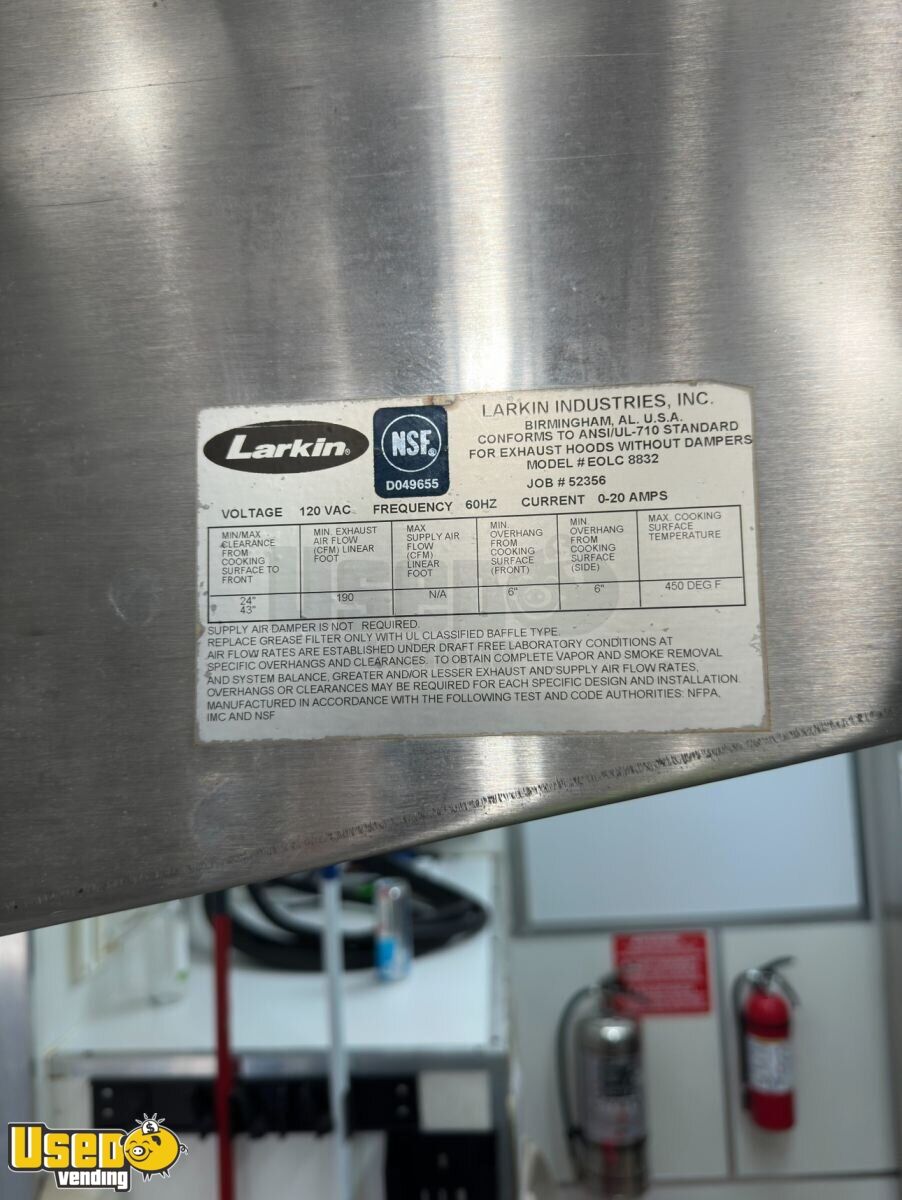 LARKIN INDUSTRIES, INC.
BIRMINGHAM, AL. U.S.A.
CONFORMS TO ANSI/UL-710 STANDARD
FOR EXHAUST HOODS WITHOUT DAMPERS
MODEL # EOLC 8832
JOB # 52356
Larkin®
NSF®
D049655
VOLTAGE 120 VAC FREQUENCY 60HZ CURRENT 0-20 AMPS
MIN/MAX
CLEARANCE
FROM
COOKING
SURFACE TO
FRONT
MIN. EXHAUST
AIR FLOW
(CFM) LINEAR
FOOT
MAX
SUPPLY AIR
FLOW
(CFM)
LINEAR
FOOT
MIN.
OVERHANG
FROM
COOKING
SURFACE
(FRONT)
MIN.
OVERHANG
FROM
COOKING
SURFACE
(SIDE)
MAX. COOKING
SURFACE
TEMPERATURE
24"
43"
190
N/A
6"
6"
450 DEG F
SUPPLY AIR DAMPER IS NOT REQUIRED.
REPLACE GREASE FILTER ONLY WITH UL CLASSIFIED BAFFLE TYPE.
AIR FLOW RATES ARE ESTABLISHED UNDER DRAFT FREE LABORATORY CONDITIONS AT
SPECIFIC OVERHANGS AND CLEARANCES. TO OBTAIN COMPLETE VAPOR AND SMOKE REMOVAL
AND SYSTEM BALANCE, GREATER AND/OR LESSER EXHAUST AND SUPPLY AIR FLOW RATES,
OVERHANGS OR CLEARANCES MAY BE REQUIRED FOR EACH SPECIFIC DESIGN AND INSTALLATION.
MANUFACTURED IN ACCORDANCE WITH THE FOLLOWING TEST AND CODE AUTHORITIES: NFPA,
IMC AND NSF
USED
vending